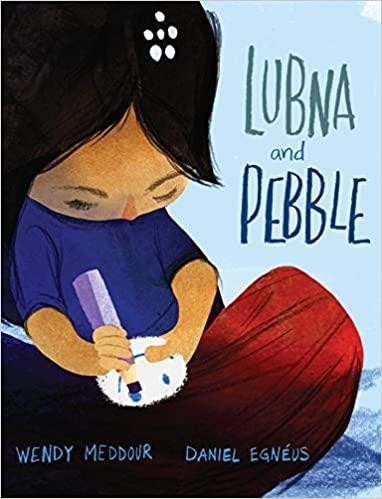 LUBNA
and
PEBBLE
WENDY MEDDOUR DANIEL EGNÉUS